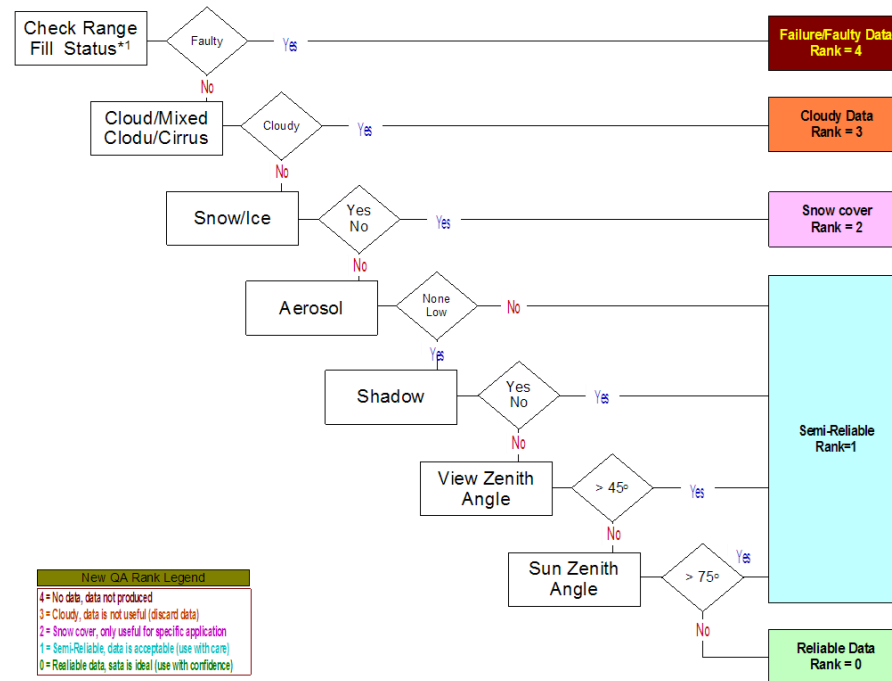 Check Range
Fill Status*1
Faulty
Yes
Failure/Faulty Data
Rank = 4
No
Cloud/Mixed
Clodu/Cirrus
Cloudy
Yes
Cloudy Data
Rank = 3
No
Snow/Ice
Yes
No
Yes
Snow cover
Rank = 2
No
Aerosol
None
Low
No
Yes
Shadow
Yes
No
Yes
Semi-Reliable
Rank=1
No
View Zenith
Angle
> 45º
Yes
No
Sun Zenith
Angle
> 75º
Yes
No
Reliable Data
Rank = 0
New QA Rank Legend
4 = No data, data not produced
3 = Cloudy, data is not useful (discard data)
2 = Snow cover, only useful for specific application
1 = Semi-Reliable, data is acceptable (use with care)
0 = Realiable data, sata is ideal (use with confidence)